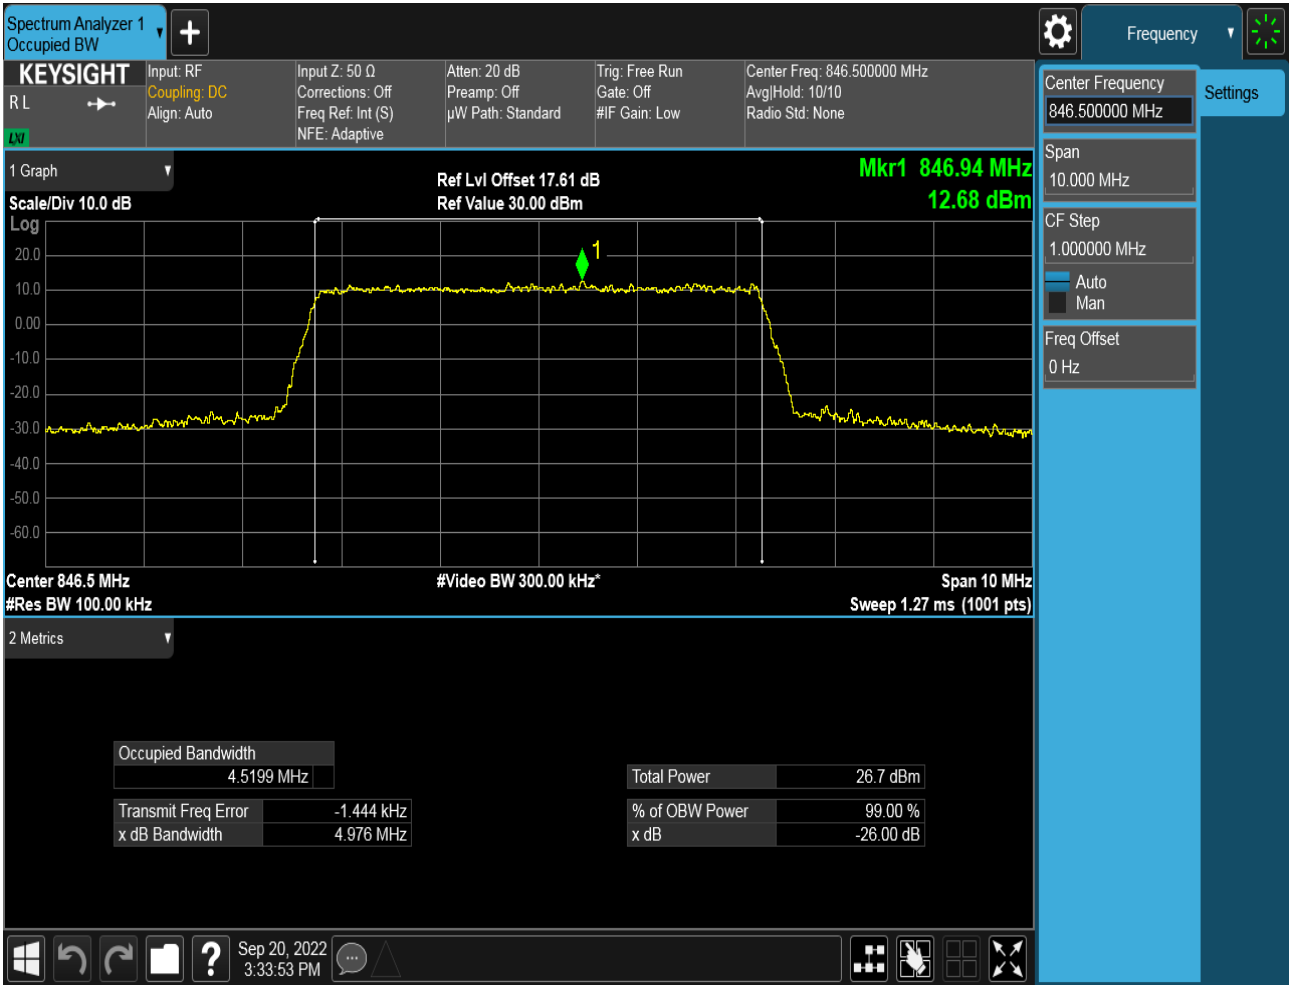 Spectrum Analyzer 1
Occupied BW
Frequency
KEYSIGHT
R L
LXI
Input: RF
Coupling: DC
Align: Auto
Input Z: 50 Ω
Corrections: Off
Freq Ref: Int (S)
NFE: Adaptive
Atten: 20 dB
Preamp: Off
µW Path: Standard
Trig: Free Run
Gate: Off
#IF Gain: Low
Center Freq: 846.500000 MHz
Avg|Hold: 10/10
Radio Std: None
Center Frequency
846.500000 MHz
Settings
Span
10.000 MHz
CF Step
1.000000 MHz
Auto
Man
Freq Offset
0 Hz
1 Graph
Ref Lvl Offset 17.61 dB
Mkr1 846.94 MHz
Scale/Div 10.0 dB
Ref Value 30.00 dBm
12.68 dBm
Log
1
20.0
10.0
0.00
-10.0
-20.0
-30.0
-40.0
-50.0
-60.0
Center 846.5 MHz
#Video BW 300.00 kHz*
Span 10 MHz
#Res BW 100.00 kHz
Sweep 1.27 ms (1001 pts)
2 Metrics
Occupied Bandwidth
4.5199 MHz
Total Power 26.7 dBm
Transmit Freq Error -1.444 kHz
% of OBW Power 99.00 %
x dB Bandwidth 4.976 MHz
x dB -26.00 dB
?
Sep 20, 2022
3:33:53 PM